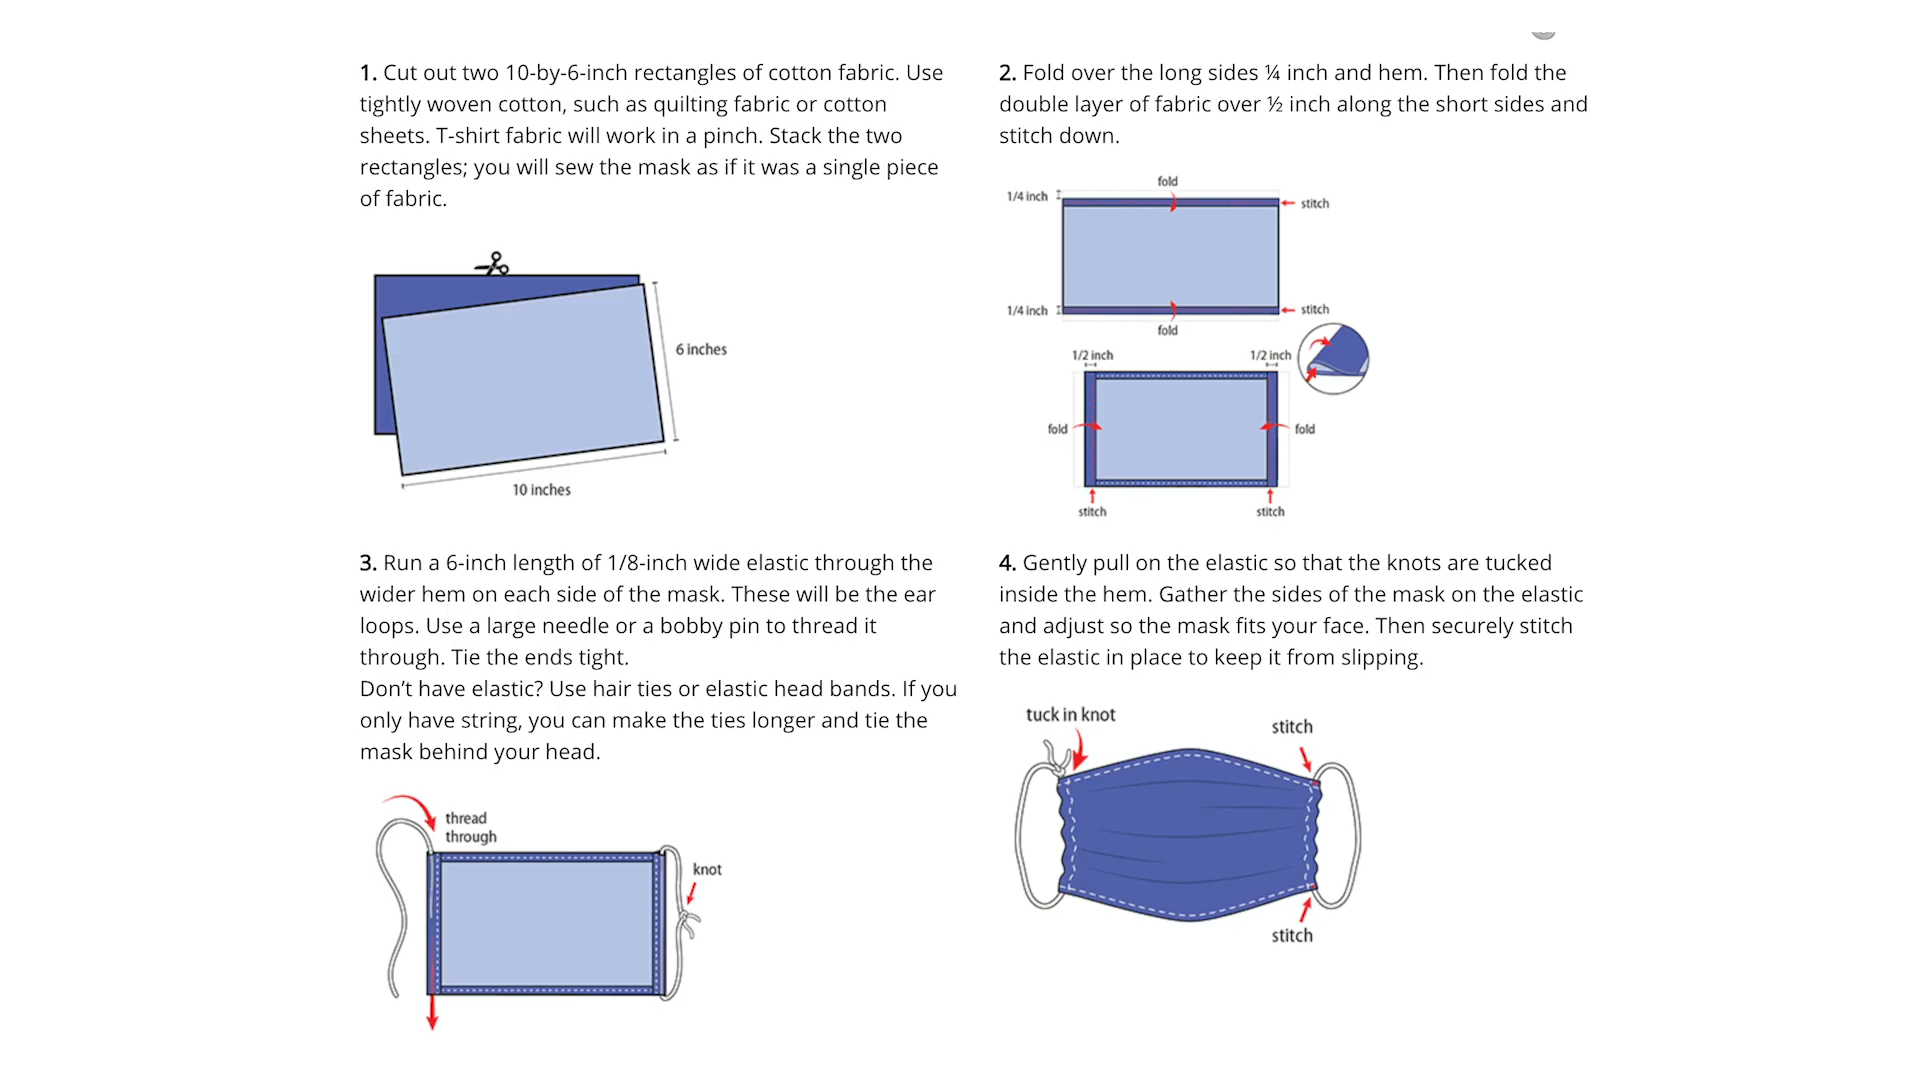 1. Cut out two 10-by-6-inch rectangles of cotton fabric. Use
tightly woven cotton, such as quilting fabric or cotton
sheets. T-shirt fabric will work in a pinch. Stack the two
rectangles; you will sew the mask as if it was a single piece
of fabric.
6 inches
10 inches
2. Fold over the long sides ¼ inch and hem. Then fold the
double layer of fabric over ½ inch along the short sides and
stitch down.
fold
1/4 inch
stitch
1/4 inch
stitch
fold
1/2 inch
1/2 inch
fold
fold
stitch
stitch
3. Run a 6-inch length of 1/8-inch wide elastic through the
wider hem on each side of the mask. These will be the ear
loops. Use a large needle or a bobby pin to thread it
through. Tie the ends tight.
Don’t have elastic? Use hair ties or elastic head bands. If you
only have string, you can make the ties longer and tie the
mask behind your head.
thread
through
knot
4. Gently pull on the elastic so that the knots are tucked
inside the hem. Gather the sides of the mask on the elastic
and adjust so the mask fits your face. Then securely stitch
the elastic in place to keep it from slipping.
tuck in knot
stitch
stitch